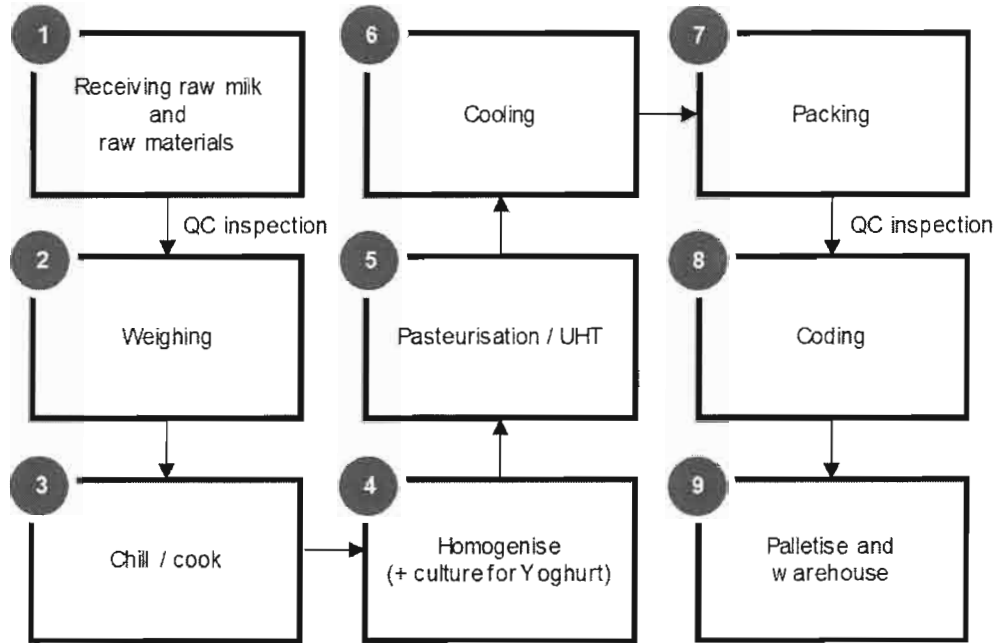 1
Receiving raw milk
and
raw materials
QC inspection
2
Weighing
3
Chill / cook
4
Homogenise
(+ culture for Yoghurt)
5
Pasteurisation / UHT
6
Cooling
7
Packing
QC inspection
8
Coding
9
Palletise and
warehouse